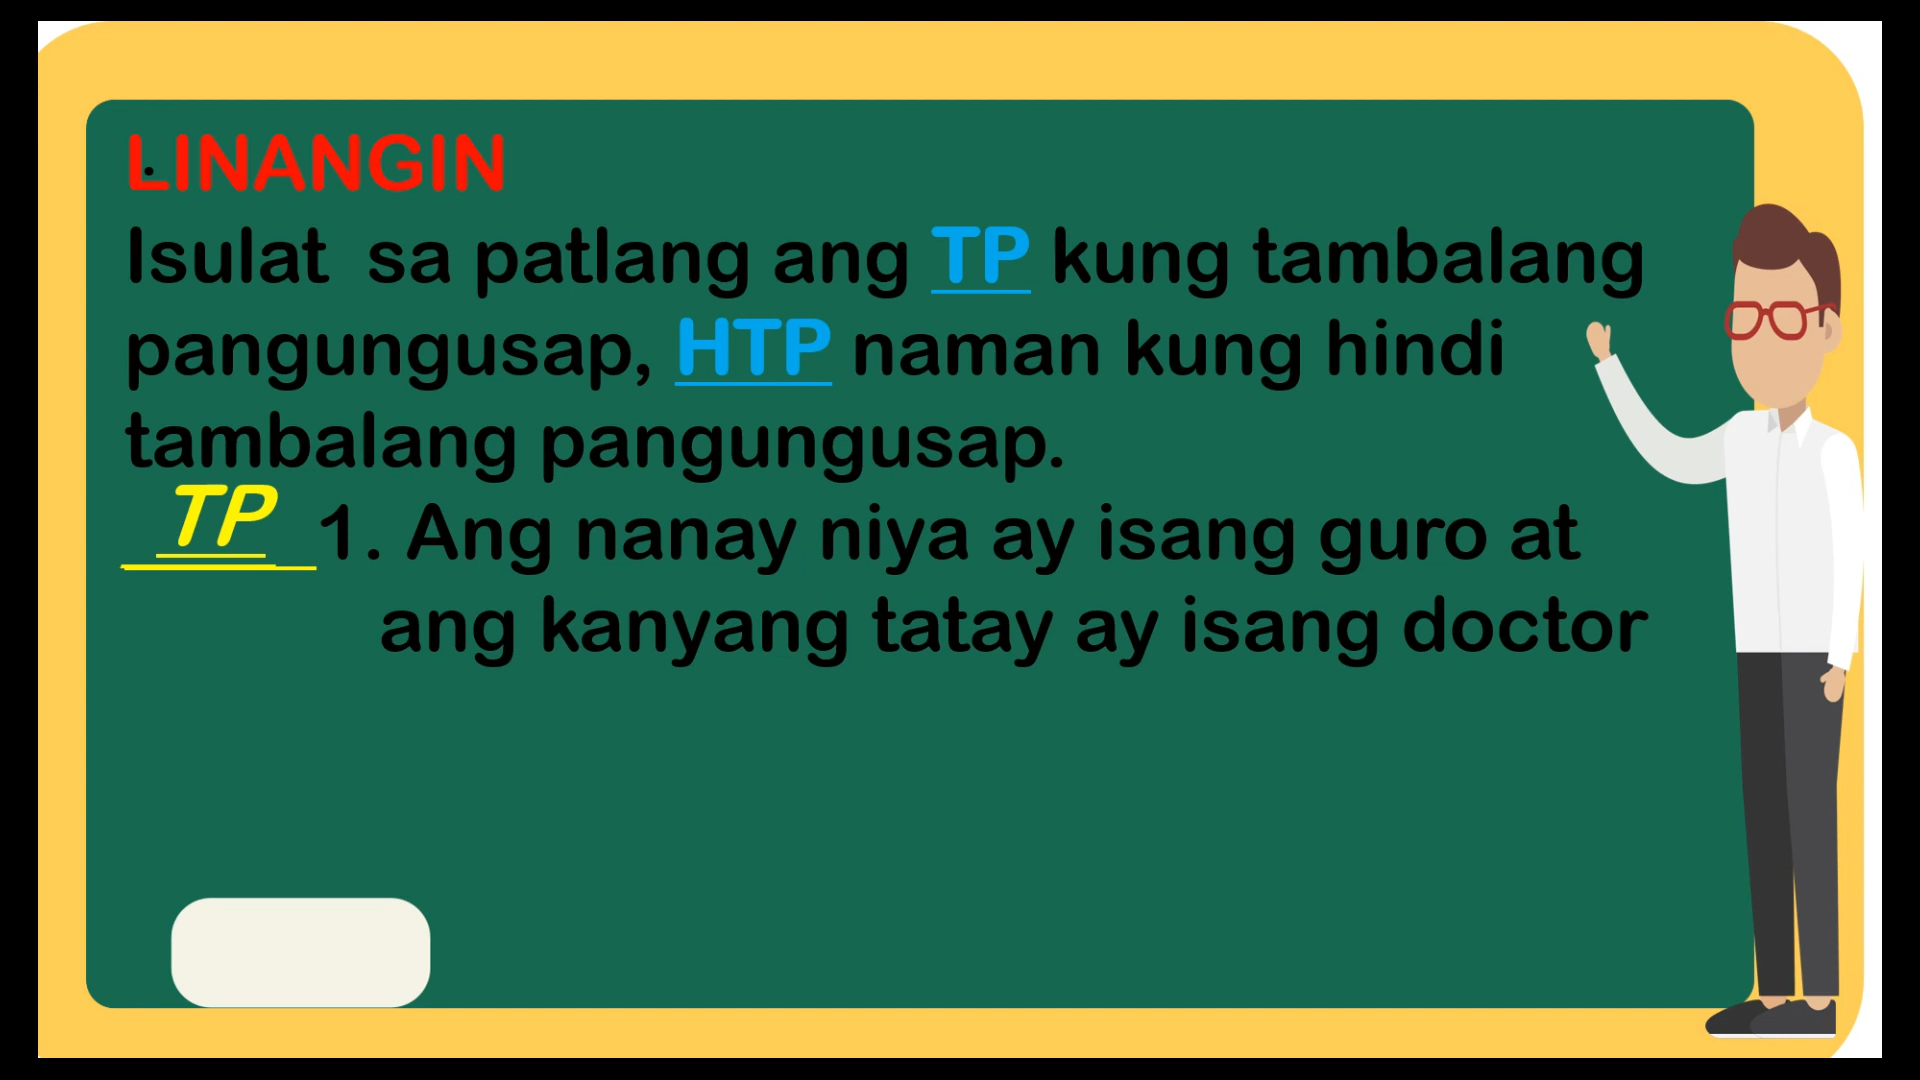 LINANGIN
Isulat sa patlang ang TP kung tambalang
pangungusap, HTP naman kung hindi
tambalang pangungusap.
TP 1. Ang nanay niya ay isang guro at
ang kanyang tatay ay isang doctor